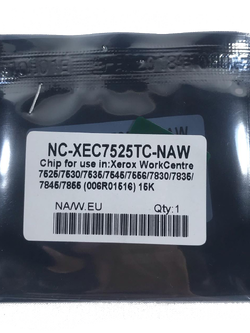 NC-XEC7525TC-NAW
Chip for use in:Xerox WorkCentre
7525/7530/7535/7545/7556/7830/7835/
7845/7855 (006R01516) 15K
NA/W.EU Qty:1